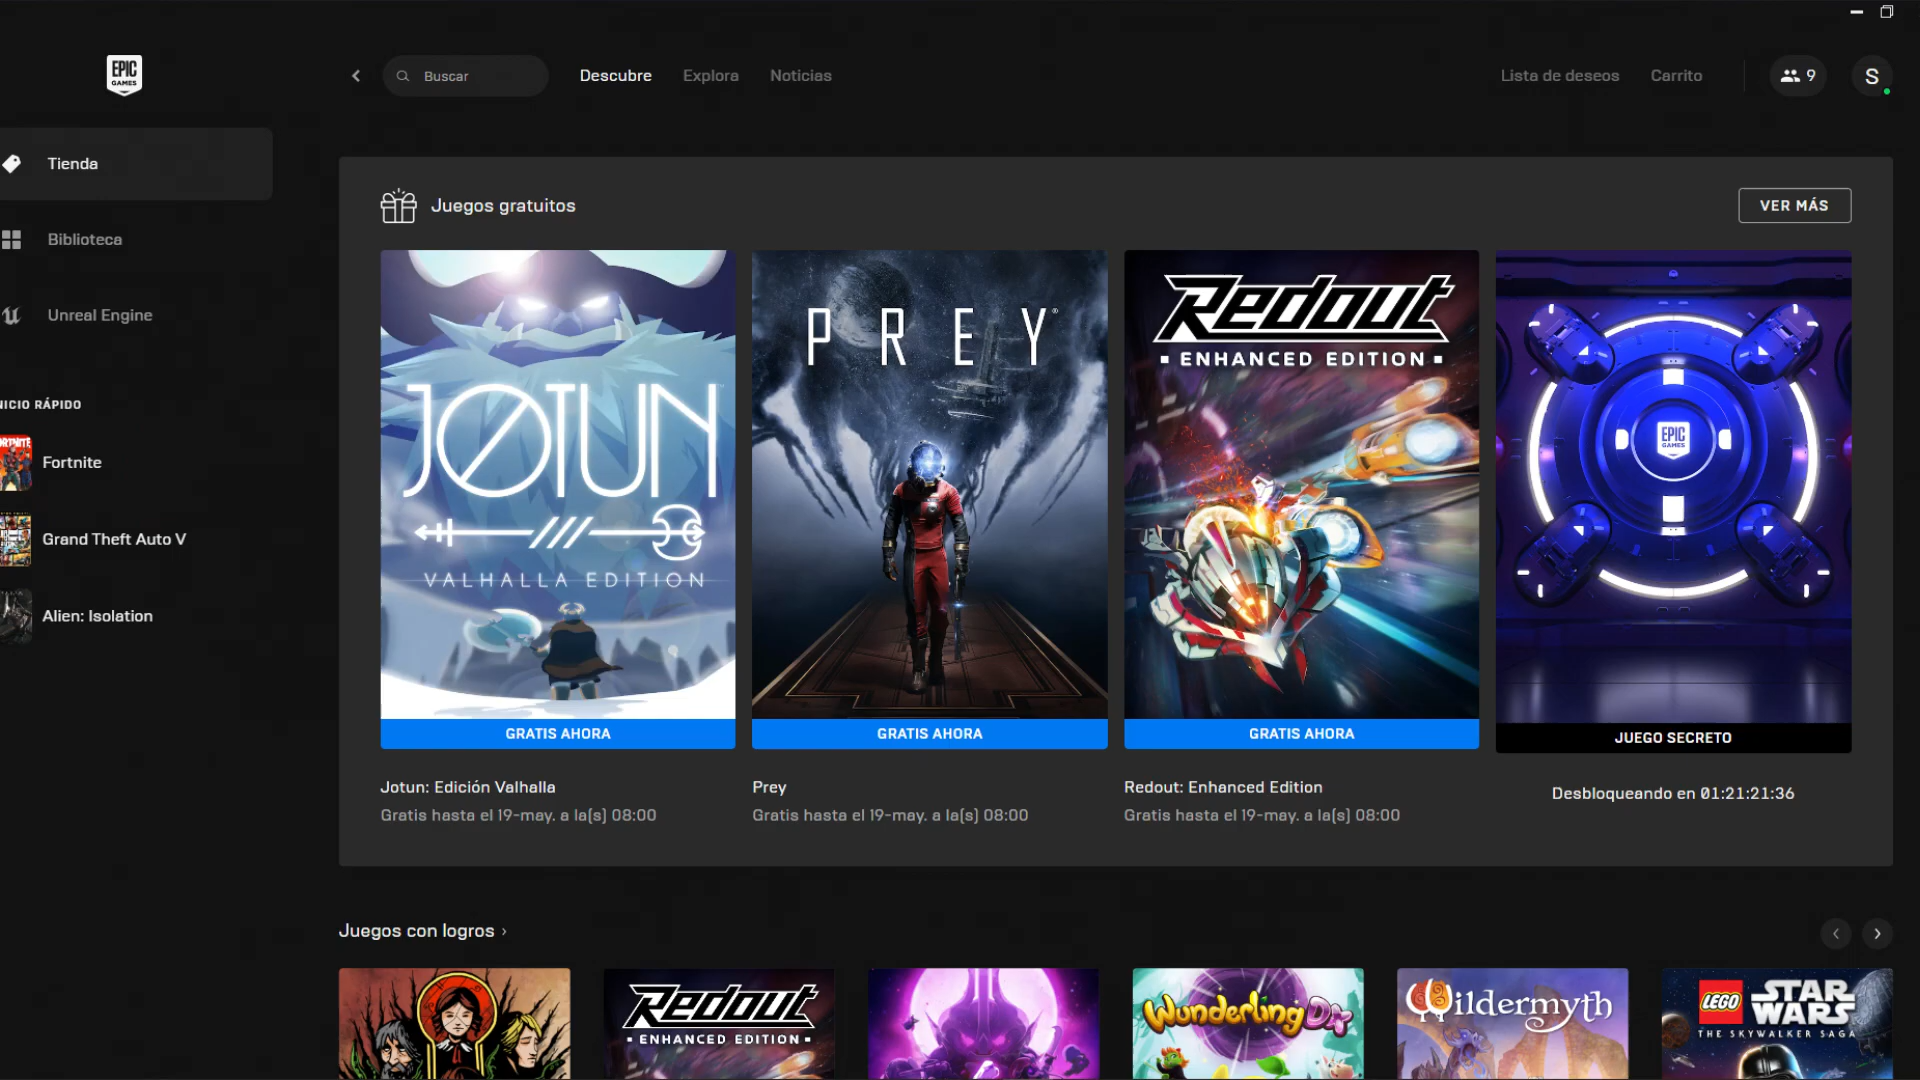 EPIC GAMES
Buscar
Descubre
Explora
Noticias
Lista de deseos
Carrito
9
S
Tienda
Biblioteca
Unreal Engine
NICIO RÁPIDO
Fortnite
Grand Theft Auto V
Alien: Isolation
Juegos gratuitos
VER MÁS
JOTUN
VALHALLA EDITION
GRATIS AHORA
Jotun: Edición Valhalla
Gratis hasta el 19-may. a la(s) 08:00
PREY
GRATIS AHORA
Prey
Gratis hasta el 19-may. a la(s) 08:00
Redout
ENHANCED EDITION
GRATIS AHORA
Redout: Enhanced Edition
Gratis hasta el 19-may. a la(s) 08:00
EPIC GAMES
JUEGO SECRETO
Desbloqueando en 01:21:21:36
Juegos con logros
Redout
ENHANCED EDITION
Wunderling DX
Wildermyth
LEGO STAR WARS
THE SKYWALKER SAGA